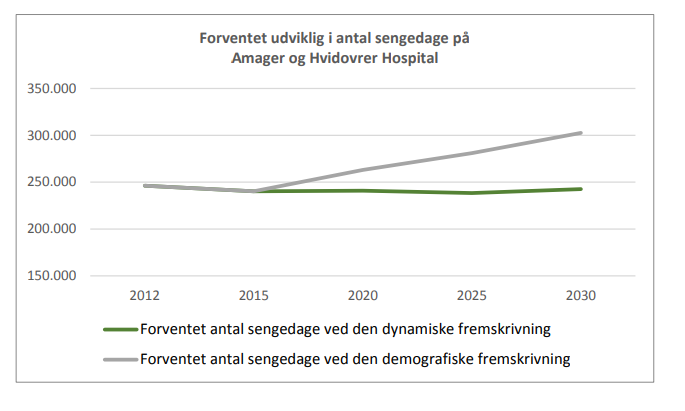 Forventet udviklig i antal sengedage på
Amager og Hvidovrer Hospital
350.000
300.000
250.000
200.000
150.000
2012 2015 2020 2025 2030
Forventet antal sengedage ved den dynamiske fremskrivning
Forventet antal sengedage ved den demografiske fremskrivning